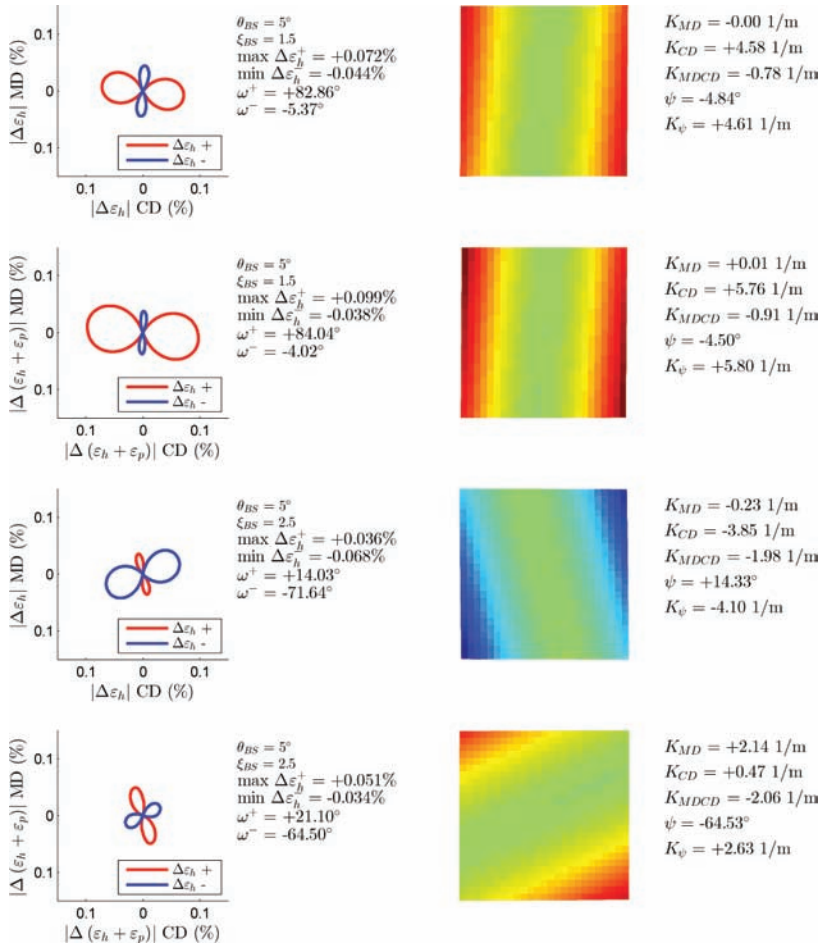 |Δε_h| MD (%)
0.1
0
0.1
0.1 0 0.1
|Δε_h| CD (%)
Δε_h +
Δε_h -
θ_BS = 5°
ξ_BS = 1.5
max Δε_h^+ = +0.072%
min Δε_h^- = -0.044%
ω^+ = +82.86°
ω^- = -5.37°
K_MD = -0.00 1/m
K_CD = +4.58 1/m
K_MDCD = -0.78 1/m
ψ = -4.84°
K_ψ = +4.61 1/m
|Δ (ε_h + ε_p)| MD (%)
0.1
0
0.1
0.1 0 0.1
|Δ (ε_h + ε_p)| CD (%)
Δε_h +
Δε_h -
θ_BS = 5°
ξ_BS = 1.5
max Δε_h^+ = +0.099%
min Δε_h^- = -0.038%
ω^+ = +84.04°
ω^- = -4.02°
K_MD = +0.01 1/m
K_CD = +5.76 1/m
K_MDCD = -0.91 1/m
ψ = -4.50°
K_ψ = +5.80 1/m
|Δε_h| MD (%)
0.1
0
0.1
0.1 0 0.1
|Δε_h| CD (%)
Δε_h +
Δε_h -
θ_BS = 5°
ξ_BS = 2.5
max Δε_h^+ = +0.036%
min Δε_h^- = -0.068%
ω^+ = +14.03°
ω^- = -71.64°
K_MD = -0.23 1/m
K_CD = -3.85 1/m
K_MDCD = -1.98 1/m
ψ = +14.33°
K_ψ = -4.10 1/m
|Δ (ε_h + ε_p)| MD (%)
0.1
0
0.1
0.1 0 0.1
|Δ (ε_h + ε_p)| CD (%)
Δε_h +
Δε_h -
θ_BS = 5°
ξ_BS = 2.5
max Δε_h^+ = +0.051%
min Δε_h^- = -0.034%
ω^+ = +21.10°
ω^- = -64.50°
K_MD = +2.14 1/m
K_CD = +0.47 1/m
K_MDCD = -2.06 1/m
ψ = -64.53°
K_ψ = +2.63 1/m